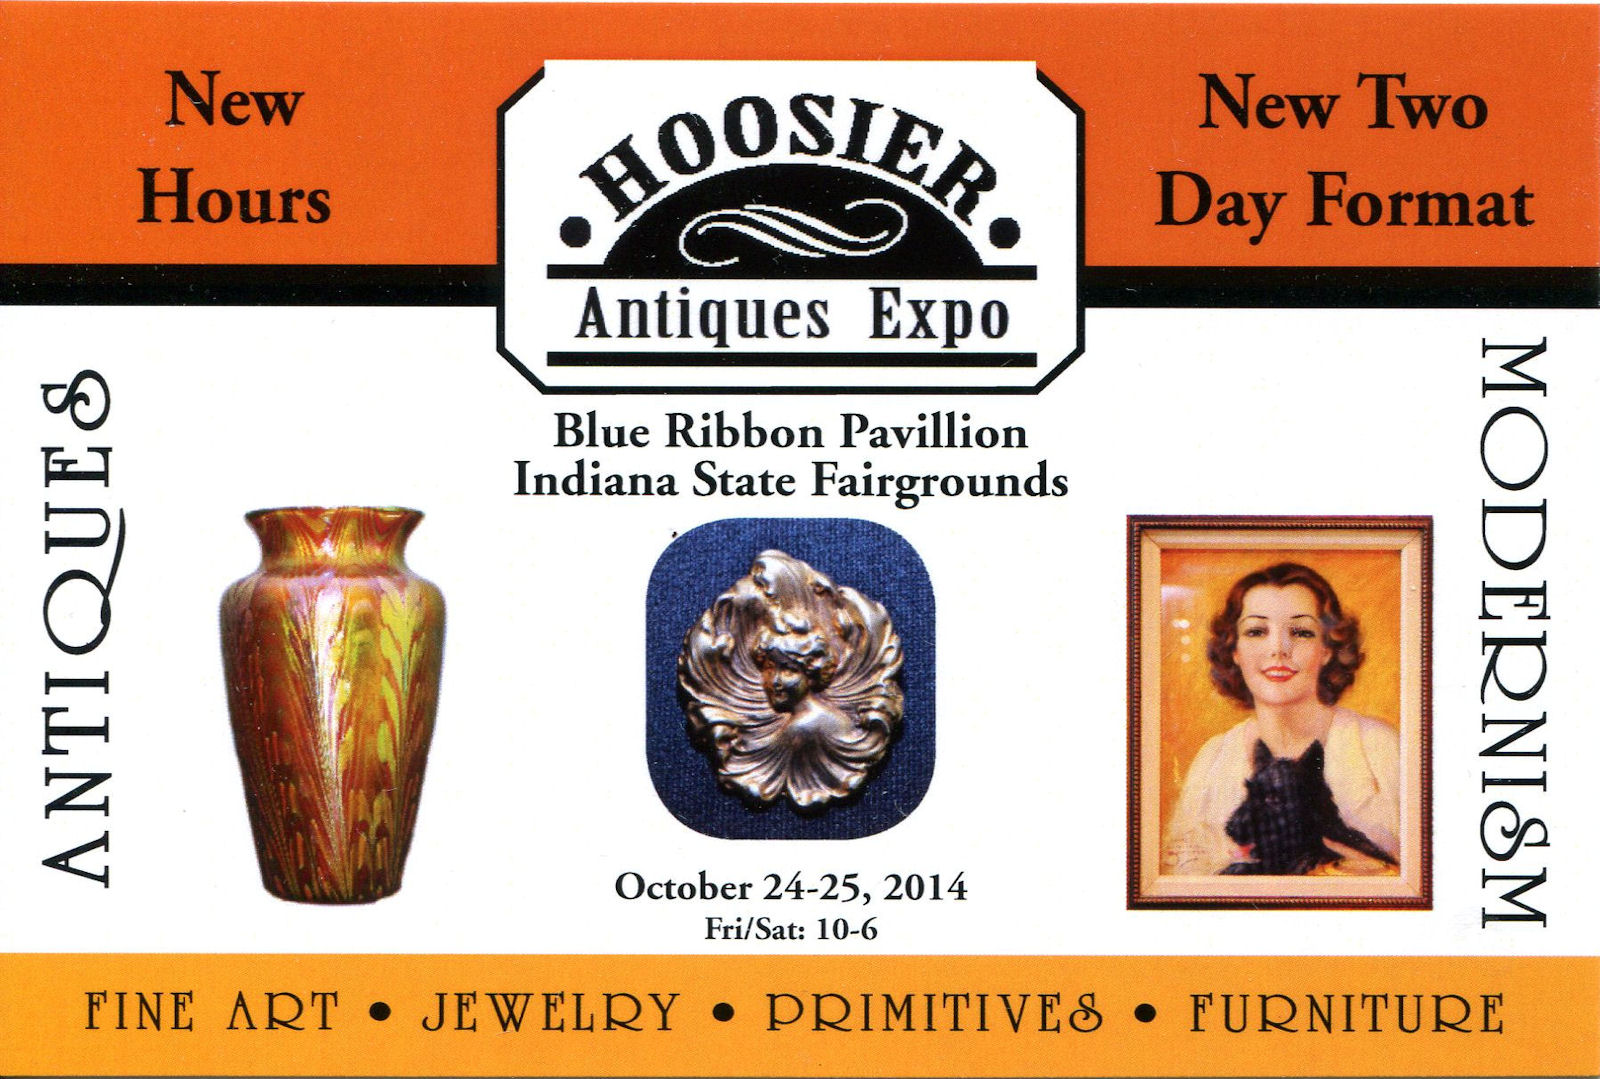 New
Hours
HOOSIER
Antiques Expo
New Two
Day Format
Blue Ribbon Pavillion
Indiana State Fairgrounds
ANTIQUES
MODERNISM
October 24-25, 2014
Fri/Sat: 10-6
FINE ART • JEWELRY • PRIMITIVES • FURNITURE